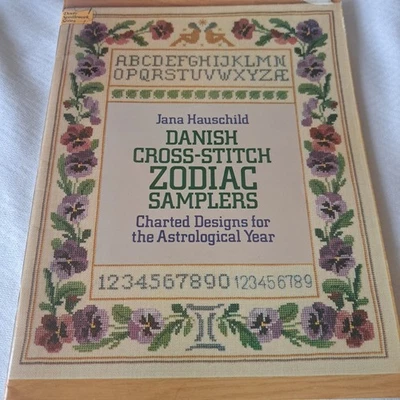 ABCDEFGHIJKLMN
OPQRSTUVWXYZÆ
Jana Hauschild
DANISH
CROSS-STITCH
ZODIAC
SAMPLERS
Charted Designs for
the Astrological Year
1234567890 123456789